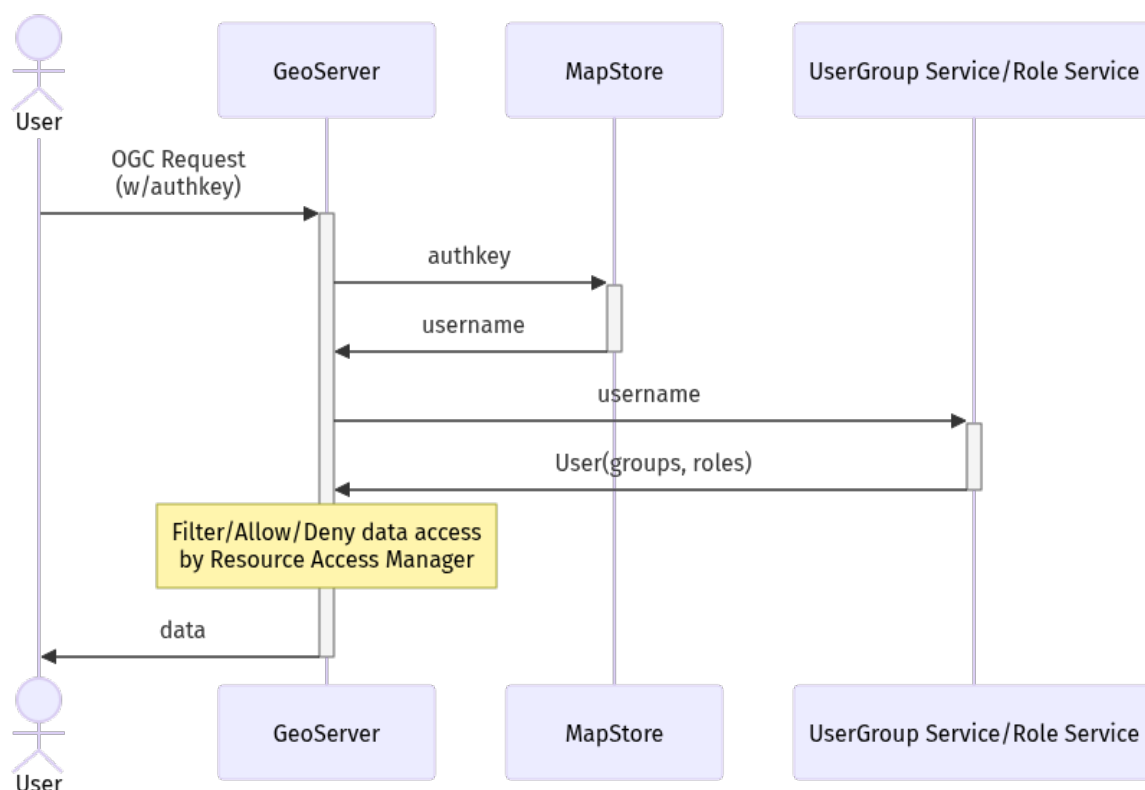 User
GeoServer
MapStore
UserGroup Service/Role Service
OGC Request
(w/authkey)
authkey
username
username
User(groups, roles)
Filter/Allow/Deny data access
by Resource Access Manager
data
User
GeoServer
MapStore
UserGroup Service/Role Service